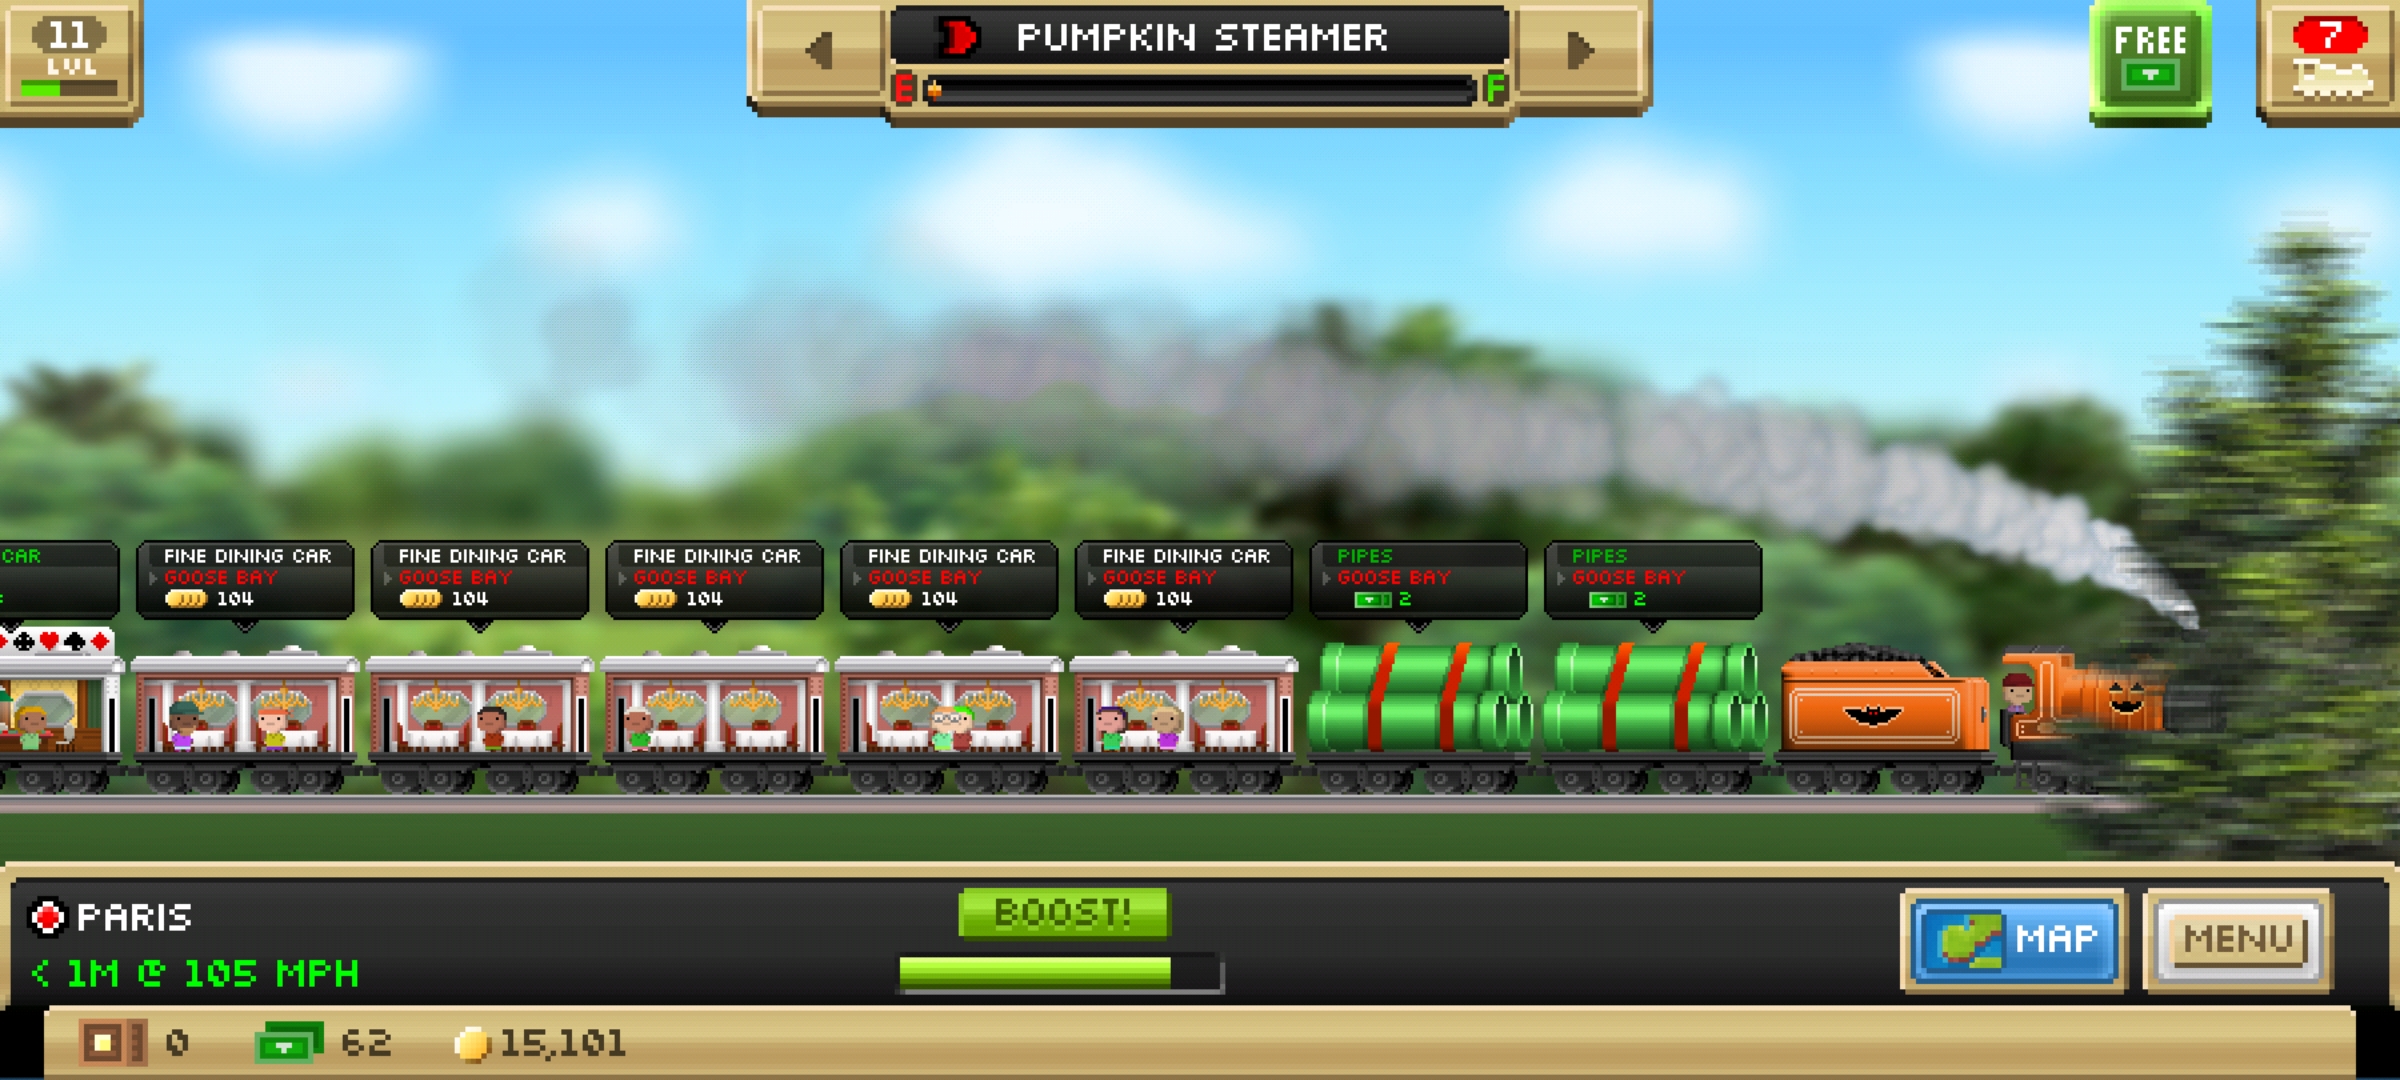 11
LVL
PUMPKIN STEAMER
E F
FREE
7
CAR
FINE DINING CAR
GOOSE BAY
104
FINE DINING CAR
GOOSE BAY
104
FINE DINING CAR
GOOSE BAY
104
FINE DINING CAR
GOOSE BAY
104
FINE DINING CAR
GOOSE BAY
104
PIPES
GOOSE BAY
2
PIPES
GOOSE BAY
2
PARIS
< 1M @ 105 MPH
BOOST!
MAP
MENU
0 62 15,101